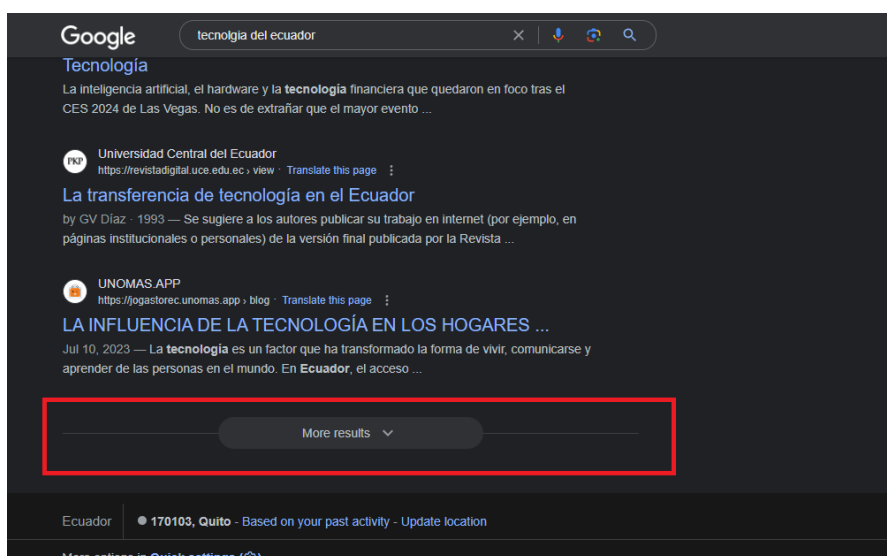 Google
tecnolgia del ecuador
Tecnología
La inteligencia artificial, el hardware y la tecnología financiera que quedaron en foco tras el
CES 2024 de Las Vegas. No es de extrañar que el mayor evento ...
PKP
Universidad Central del Ecuador
https://revistadigital.uce.edu.ec › view · Translate this page
La transferencia de tecnología en el Ecuador
by GV Díaz · 1993 — Se sugiere a los autores publicar su trabajo en internet (por ejemplo, en
páginas institucionales o personales) de la versión final publicada por la Revista ...
UNOMAS.APP
https://jogastorec.unomas.app › blog · Translate this page
LA INFLUENCIA DE LA TECNOLOGÍA EN LOS HOGARES ...
Jul 10, 2023 — La tecnología es un factor que ha transformado la forma de vivir, comunicarse y
aprender de las personas en el mundo. En Ecuador, el acceso ...
More results
Ecuador 170103, Quito - Based on your past activity - Update location
More options in Quick settings